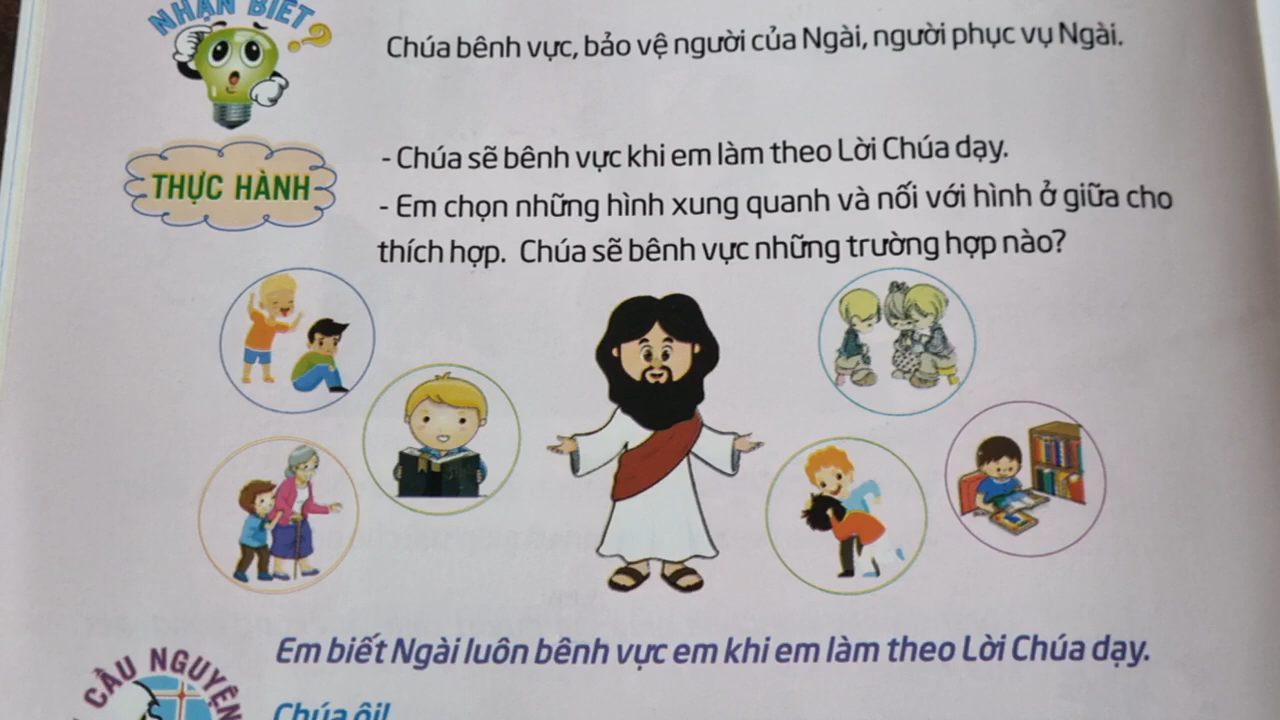 NHẬN BIẾT
Chúa bênh vực, bảo vệ người của Ngài, người phục vụ Ngài.
THỰC HÀNH
- Chúa sẽ bênh vực khi em làm theo Lời Chúa dạy.
- Em chọn những hình xung quanh và nối với hình ở giữa cho
thích hợp. Chúa sẽ bênh vực những trường hợp nào?
Em biết Ngài luôn bênh vực em khi em làm theo Lời Chúa dạy.
CẦU NGUYỆN
Chúa ôi!